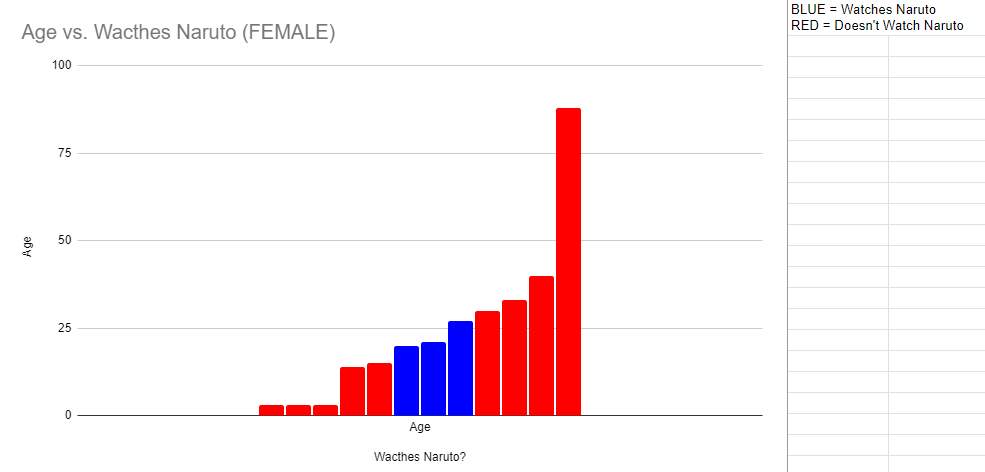 BLUE = Watches Naruto
RED = Doesn't Watch Naruto
Age vs. Wacthes Naruto (FEMALE)
100
75
50
25
0
Age
Age
Wacthes Naruto?